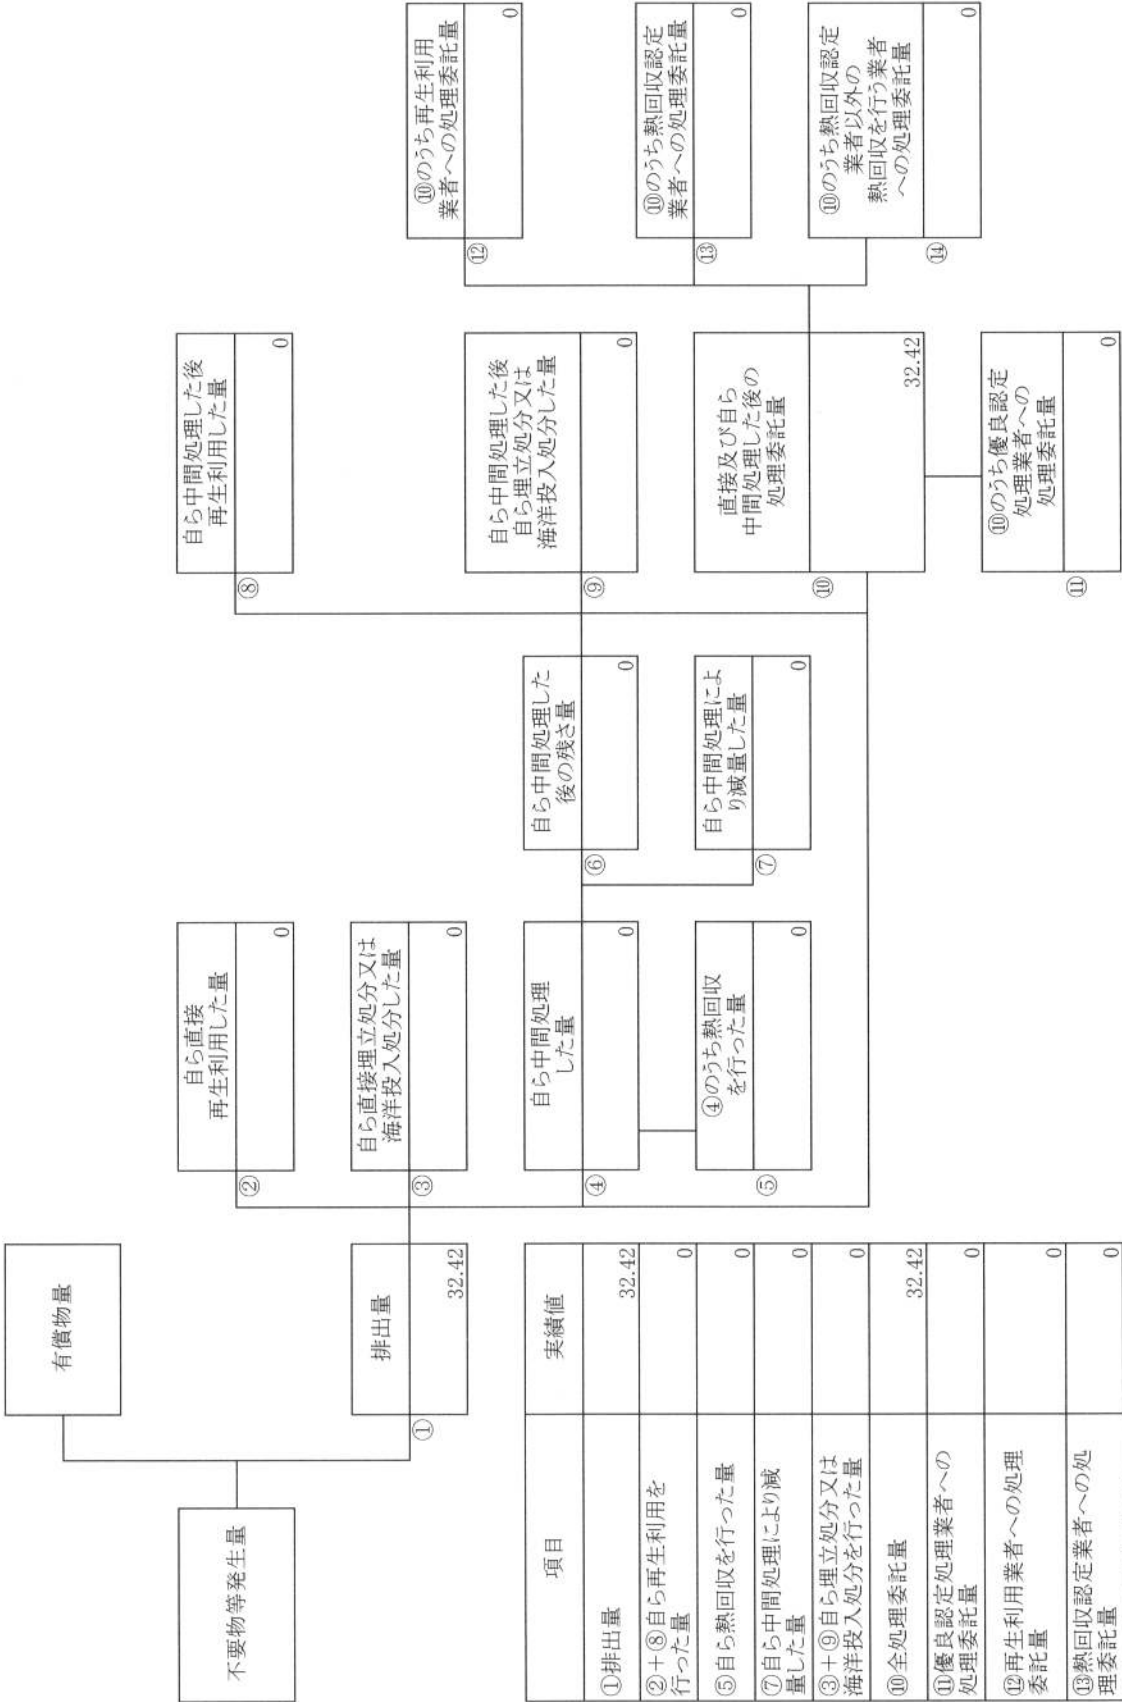 不要物等発生量
有償物量
排出量
①
32.42
自ら直接
再生利用した量
②
0
自ら直接埋立処分又は
海洋投入処分した量
③
0
自ら中間処理
した量
④
0
④のうち熱回収
を行った量
⑤
0
自ら中間処理した
後の残さ量
⑥
0
自ら中間処理によ
り減量した量
⑦
0
自ら中間処理した後
再生利用した量
⑧
0
自ら中間処理した後
自ら埋立処分又は
海洋投入処分した量
⑨
0
直接及び自ら
中間処理した後の
処理委託量
⑩
32.42
⑩のうち優良認定
処理業者への
処理委託量
⑪
0
⑩のうち再生利用
業者への処理委託量
⑫
0
⑩のうち熱回収認定
業者への処理委託量
⑬
0
⑩のうち熱回収認定
業者以外の
熱回収を行う業者
への処理委託量
⑭
0
項目 実績値
①排出量 32.42
②+⑧自ら再生利用を
行った量 0
⑤自ら熱回収を行った量 0
⑦自ら中間処理により減
量した量 0
③+⑨自ら埋立処分又は
海洋投入処分を行った量 0
⑩全処理委託量 32.42
⑪優良認定処理業者への
処理委託量 0
⑫再生利用業者への処理
委託量 0
⑬熱回収認定業者への処
理委託量 0